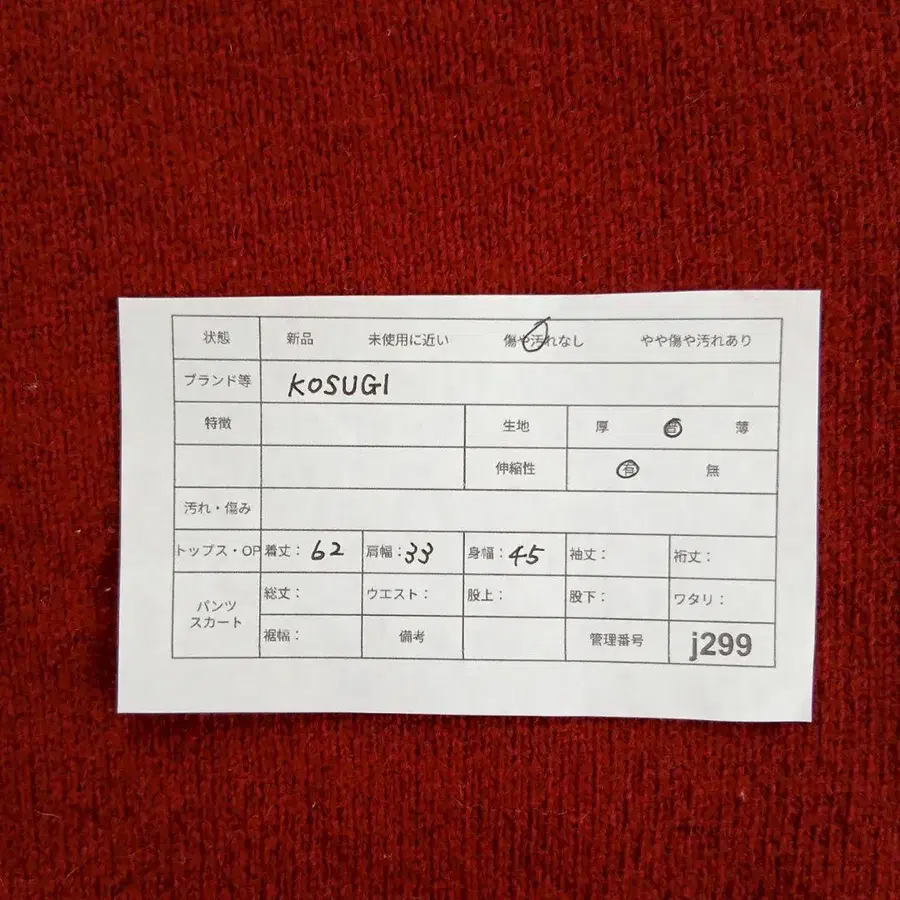 状態 新品 未使用に近い 傷や汚れなし やや傷や汚れあり
ブランド等 KOSUGI
特徴 生地 厚 普 薄
伸縮性 有 無
汚れ・傷み
トップス・OP 着丈： 62 肩幅： 33 身幅： 45 袖丈： 裄丈：
パンツ
スカート
総丈： ウエスト： 股上： 股下： ワタリ：
裾幅： 備考 管理番号 j299